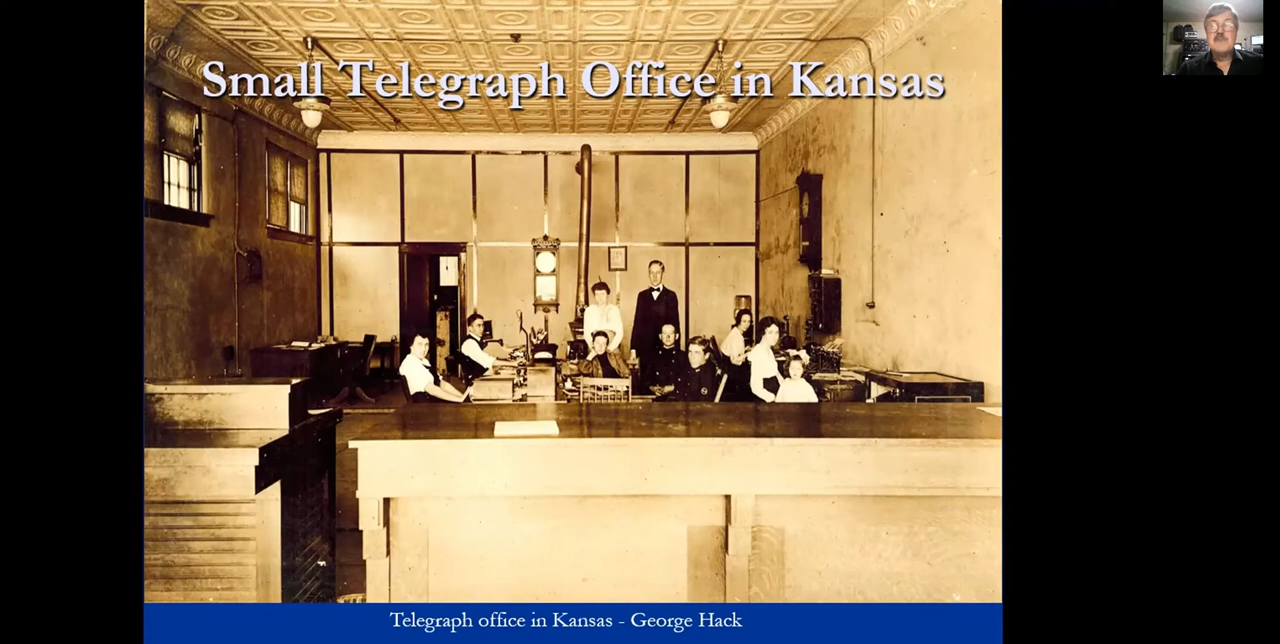 Small Telegraph Office in Kansas
Telegraph office in Kansas - George Hack